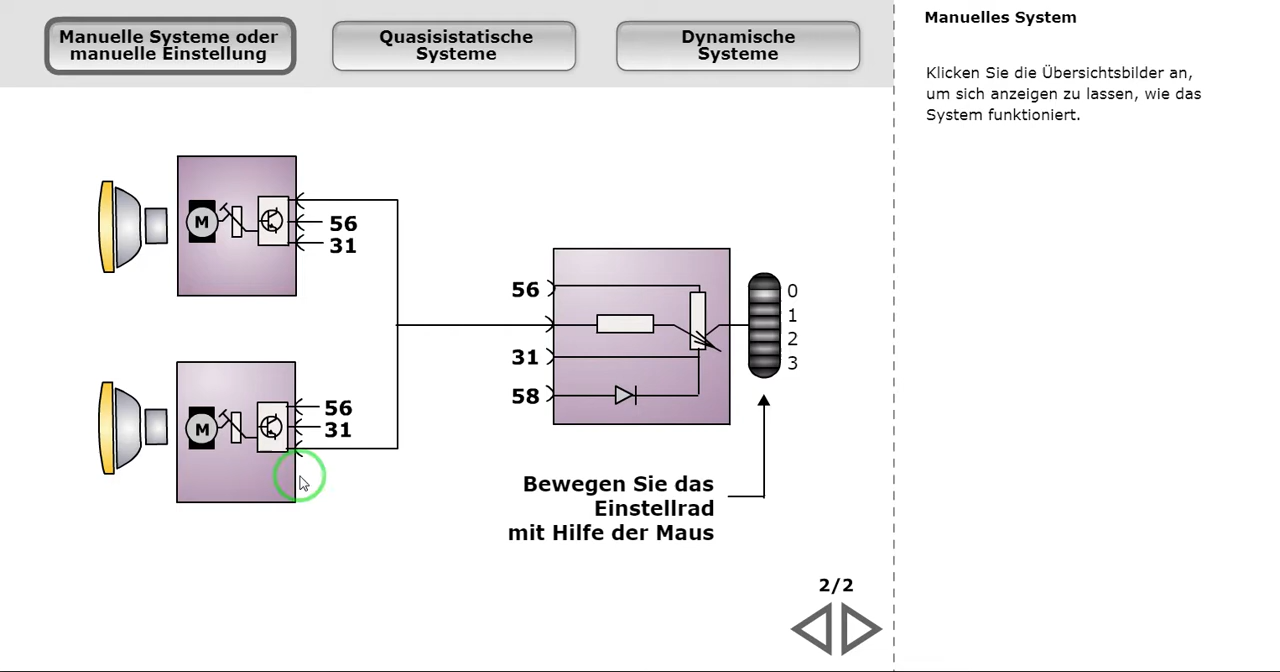 Manuelle Systeme oder
manuelle Einstellung
Quasisistatische
Systeme
Dynamische
Systeme
Manuelles System
Klicken Sie die Übersichtsbilder an,
um sich anzeigen zu lassen, wie das
System funktioniert.
M
56
31
M
56
31
56
31
58
0
1
2
3
Bewegen Sie das
Einstellrad
mit Hilfe der Maus
2/2